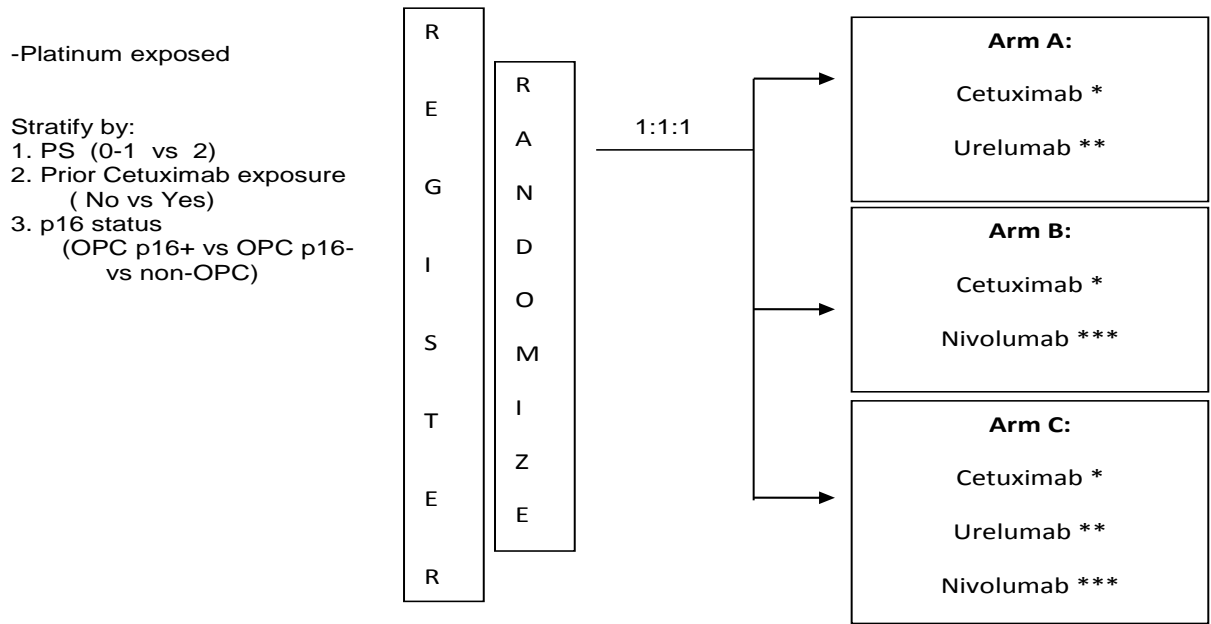 -Platinum exposed
Stratify by:
1. PS (0-1 vs 2)
2. Prior Cetuximab exposure
( No vs Yes)
3. p16 status
(OPC p16+ vs OPC p16-
vs non-OPC)
R
E
G
I
S
T
E
R
R
A
N
D
O
M
I
Z
E
1:1:1
Arm A:
Cetuximab *
Urelumab **
Arm B:
Cetuximab *
Nivolumab ***
Arm C:
Cetuximab *
Urelumab **
Nivolumab ***